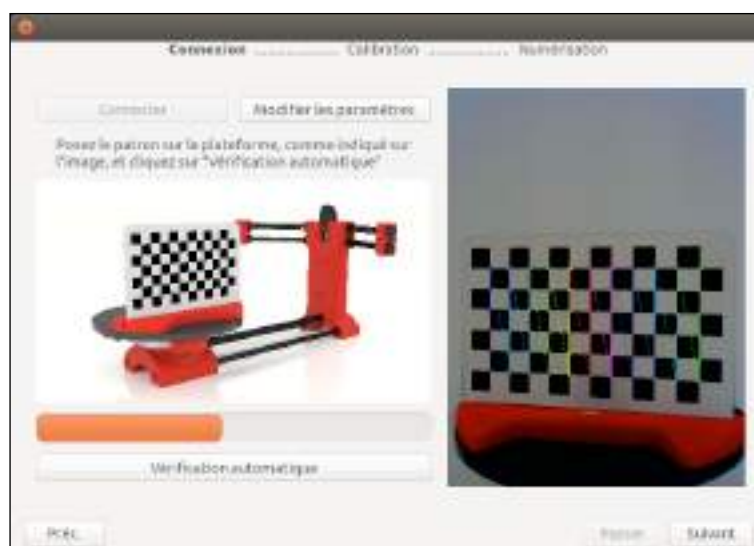 Connexion ................ Calibration ................ Numérisation
Connecter
Modifier les paramètres
Posez le patron sur la plateforme, comme indiqué sur
l'image, et cliquez sur "Vérification automatique"
Vérification automatique
Préc.
Passer
Suivant